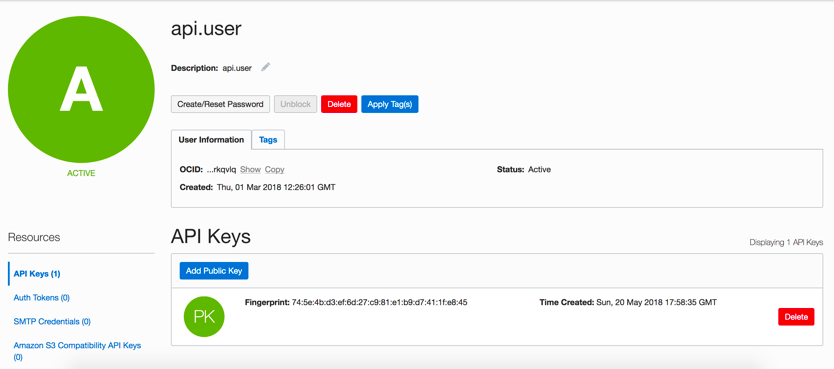 api.user
Description: api.user
Create/Reset Password Unblock Delete Apply Tag(s)
A
ACTIVE
User Information Tags
OCID: ...rkqvlq Show Copy Status: Active
Created: Thu, 01 Mar 2018 12:26:01 GMT
Resources
API Keys (1)
Auth Tokens (0)
SMTP Credentials (0)
Amazon S3 Compatibility API Keys
(0)
API Keys
Displaying 1 API Keys
Add Public Key
PK
Fingerprint: 74:5e:4b:d3:ef:6d:27:c9:81:e1:b9:d7:41:1f:e8:45 Time Created: Sun, 20 May 2018 17:58:35 GMT
Delete